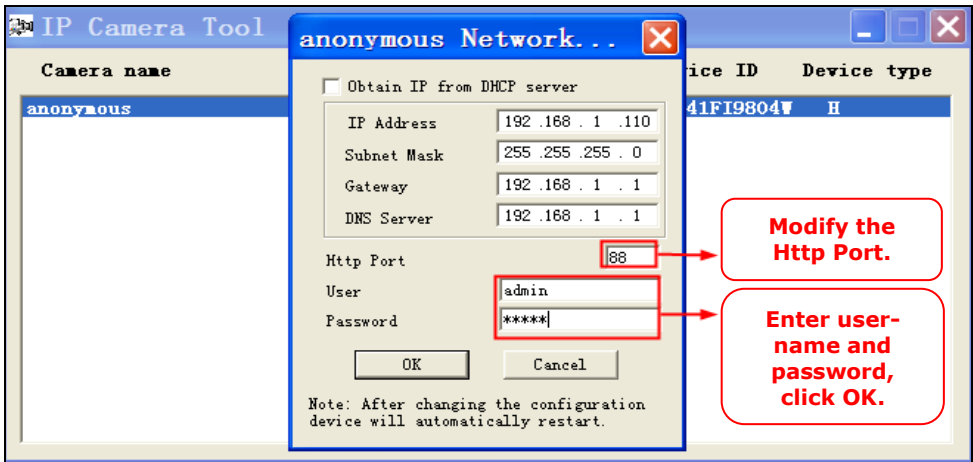 IP Camera Tool
anonymous Network...
Camera name
ice ID
Device type
anonymous
41FI9804W
H
Obtain IP from DHCP server
IP Address 192 .168 . 1 .110
Subnet Mask 255 .255 .255 . 0
Gateway 192 .168 . 1 . 1
DNS Server 192 .168 . 1 . 1
Http Port 88
User admin
Password *****
OK Cancel
Note: After changing the configuration
device will automatically restart.
Modify the
Http Port.
Enter user-
name and
password,
click OK.